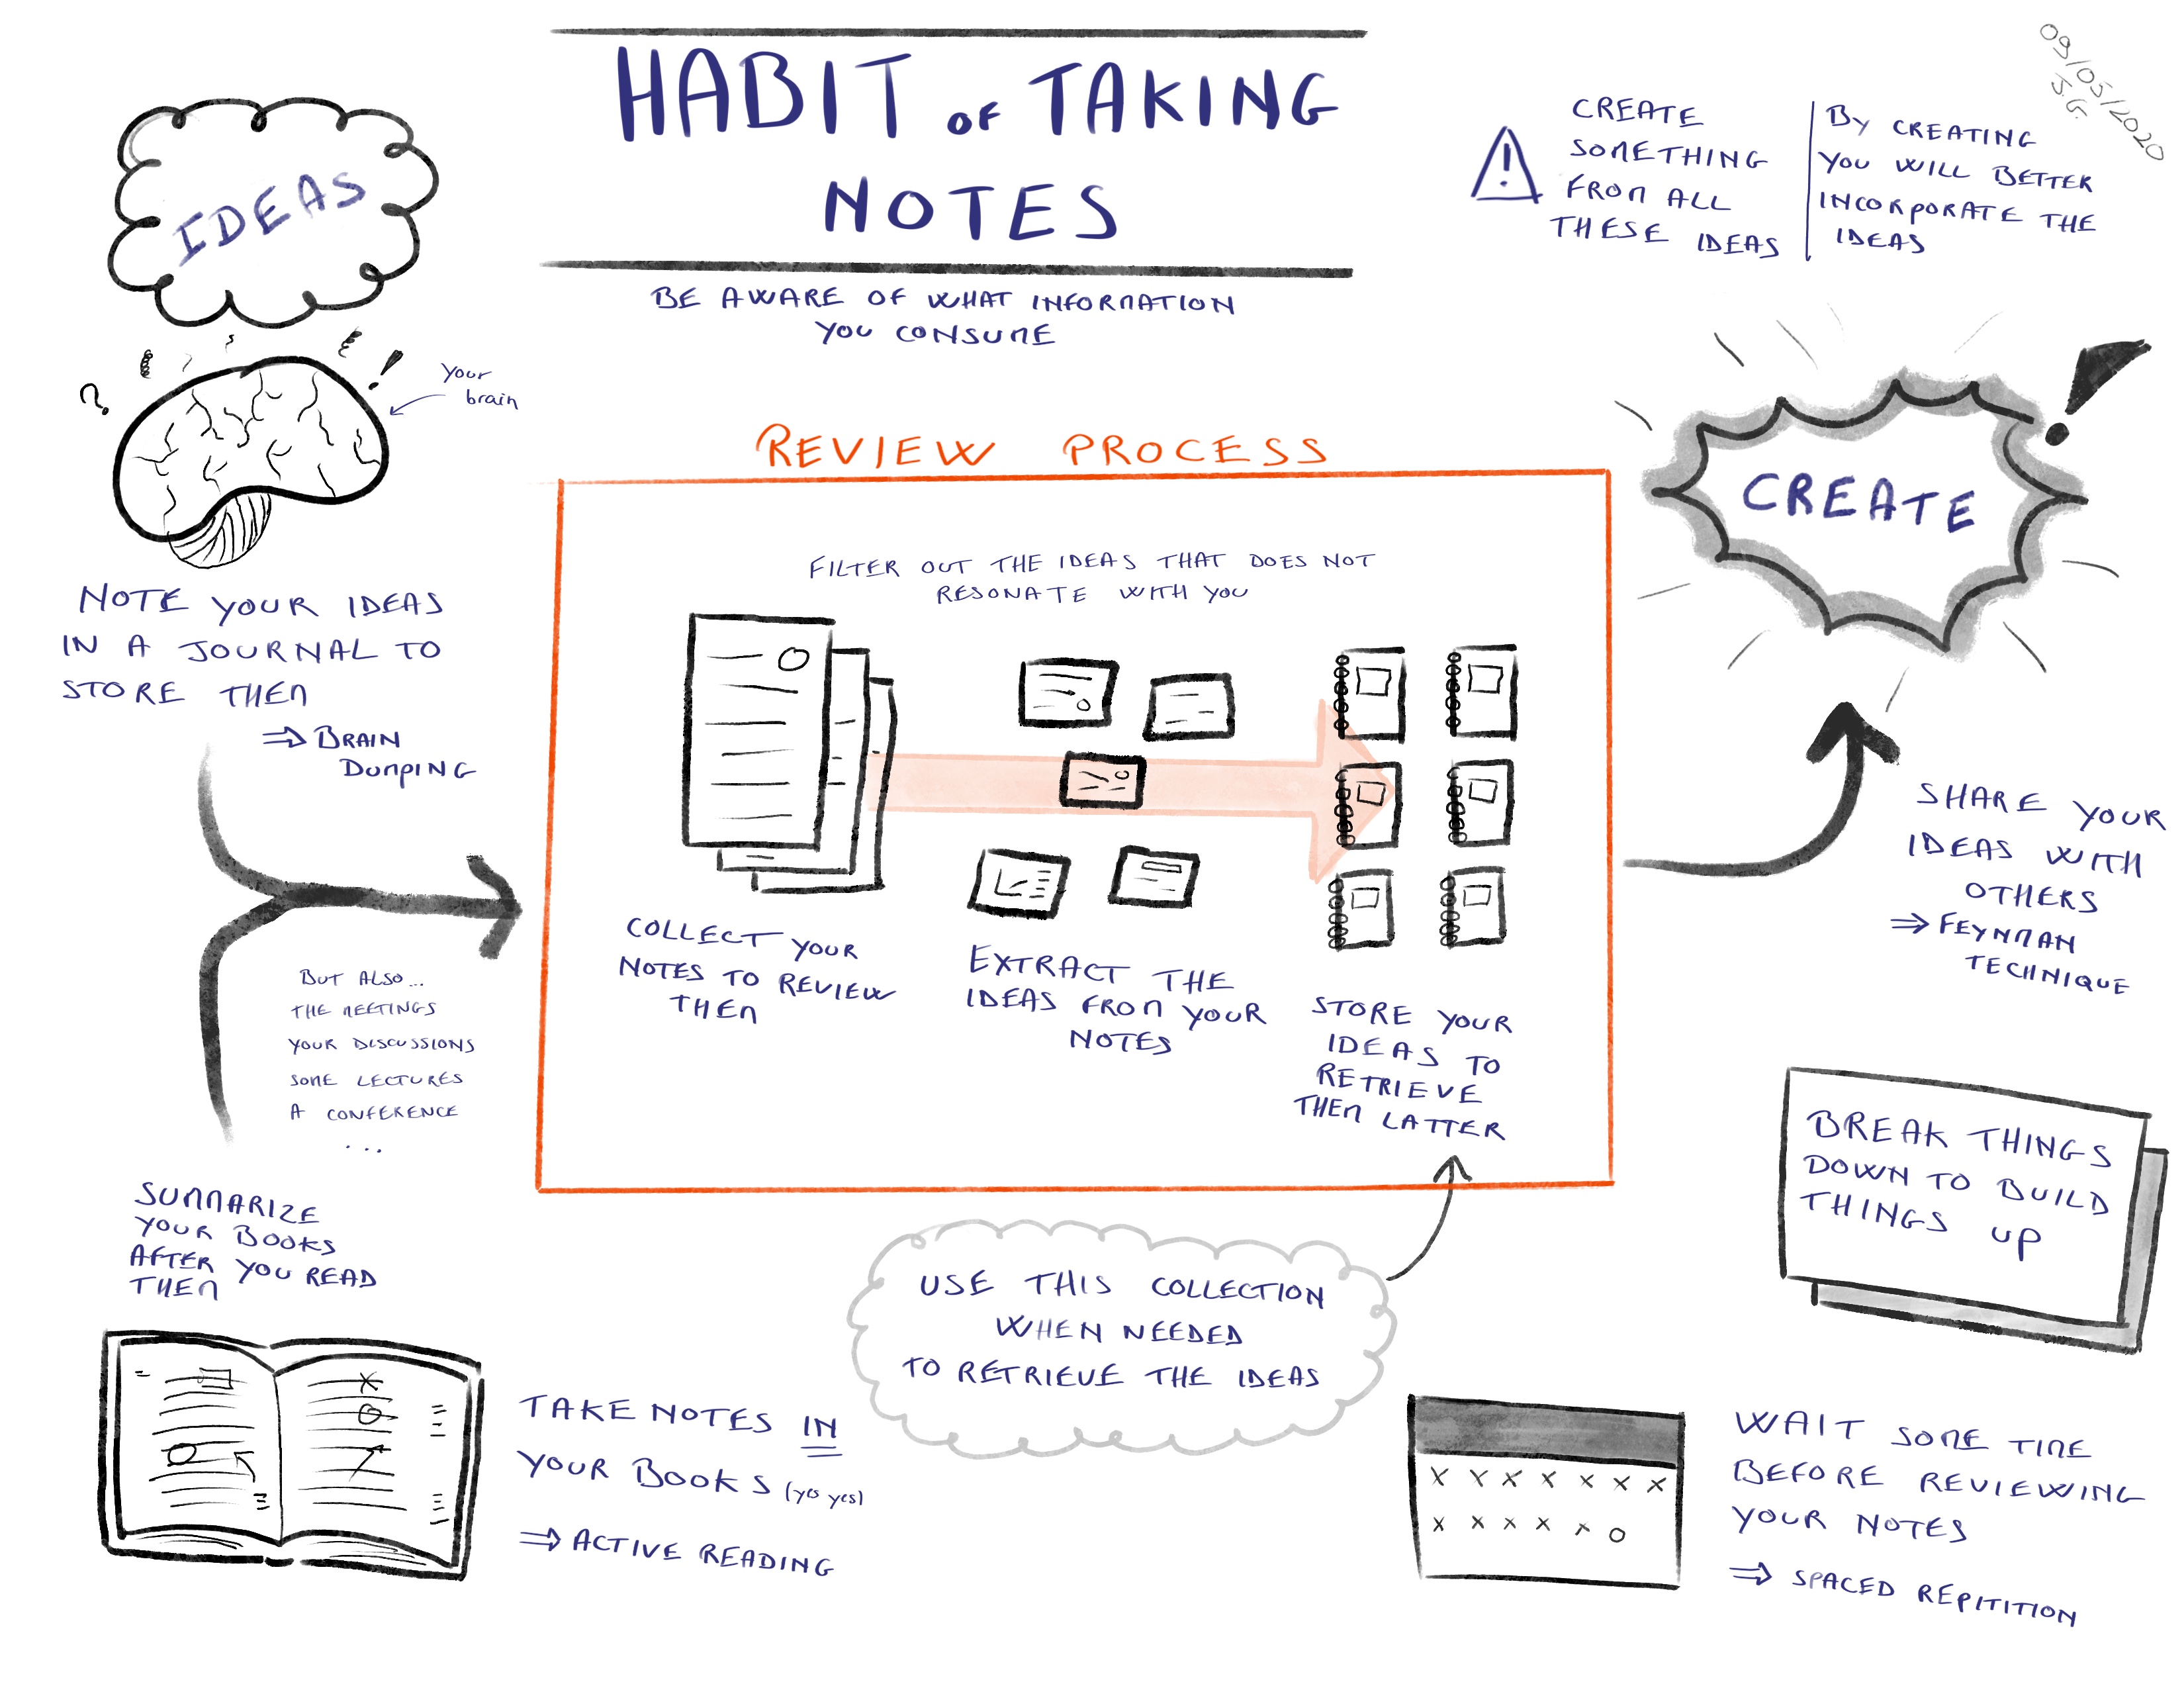 HABIT OF TAKING
NOTES
BE AWARE OF WHAT INFORMATION
YOU CONSUME
09/05/2020
J.G.
CREATE
SOMETHING
FROM ALL
THESE IDEAS
BY CREATING
YOU WILL BETTER
INCORPORATE THE
IDEAS
IDEAS
?
!
Your
brain
NOTE YOUR IDEAS
IN A JOURNAL TO
STORE THEM
⇒ BRAIN
DUMPING
BUT ALSO...
THE MEETINGS
YOUR DISCUSSIONS
SOME LECTURES
A CONFERENCE
...
SUMMARIZE
YOUR BOOKS
AFTER YOU READ
THEM
TAKE NOTES IN
YOUR BOOKS (yes yes)
⇒ ACTIVE READING
REVIEW PROCESS
FILTER OUT THE IDEAS THAT DOES NOT
RESONATE WITH YOU
COLLECT YOUR
NOTES TO REVIEW
THEM
EXTRACT THE
IDEAS FROM YOUR
NOTES
STORE YOUR
IDEAS TO
RETRIEVE
THEM LATTER
USE THIS COLLECTION
WHEN NEEDED
TO RETRIEVE THE IDEAS
CREATE
!
SHARE YOUR
IDEAS WITH
OTHERS
⇒ FEYNMAN
TECHNIQUE
BREAK THINGS
DOWN TO BUILD
THINGS UP
X X X X X X X
X X X X X O
WAIT SOME TIME
BEFORE REVIEWING
YOUR NOTES
⇒ SPACED REPITITION